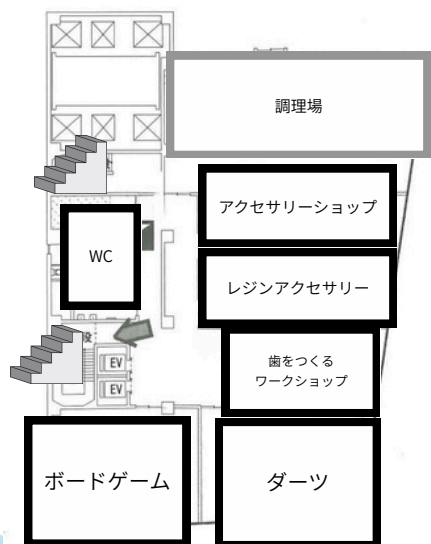 調理場
アクセサリーショップ
WC
レジンアクセサリー
歯をつくる
ワークショップ
EV
EV
ボードゲーム
ダーツ